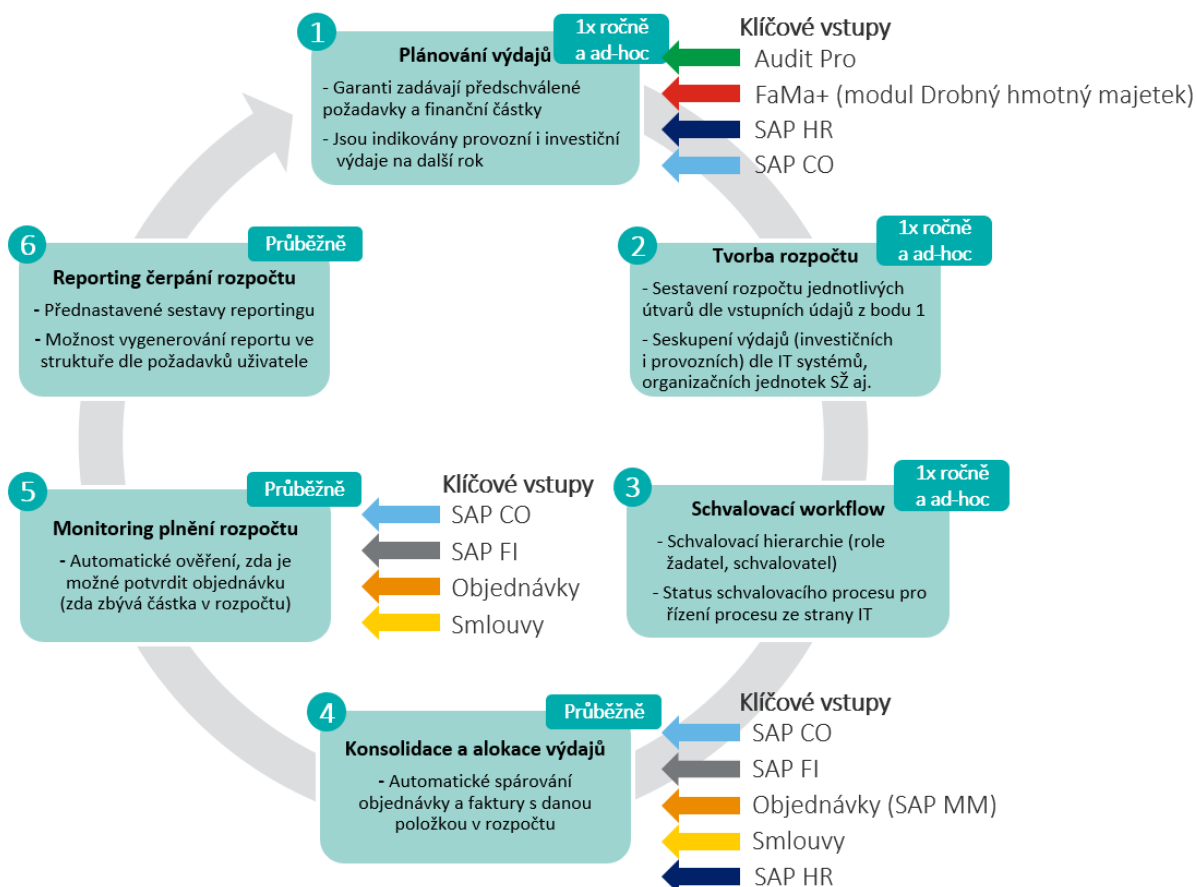 1
1x ročně
a ad-hoc
Plánování výdajů
- Garanti zadávají předschválené
požadavky a finanční částky
- Jsou indikovány provozní i investiční
výdaje na další rok
Klíčové vstupy
Audit Pro
FaMa+ (modul Drobný hmotný majetek)
SAP HR
SAP CO
6
Průběžně
Reporting čerpání rozpočtu
- Přednastavené sestavy reportingu
- Možnost vygenerování reportu ve
struktuře dle požadavků uživatele
2
1x ročně
a ad-hoc
Tvorba rozpočtu
- Sestavení rozpočtu jednotlivých
útvarů dle vstupních údajů z bodu 1
- Seskupení výdajů (investičních
i provozních) dle IT systémů,
organizačních jednotek SŽ aj.
5
Průběžně
Monitoring plnění rozpočtu
- Automatické ověření, zda je
možné potvrdit objednávku
(zda zbývá částka v rozpočtu)
Klíčové vstupy
SAP CO
SAP FI
Objednávky
Smlouvy
3
1x ročně
a ad-hoc
Schvalovací workflow
- Schvalovací hierarchie (role
žadatel, schvalovatel)
- Status schvalovacího procesu pro
řízení procesu ze strany IT
4
Průběžně
Konsolidace a alokace výdajů
- Automatické spárování
objednávky a faktury s danou
položkou v rozpočtu
Klíčové vstupy
SAP CO
SAP FI
Objednávky (SAP MM)
Smlouvy
SAP HR